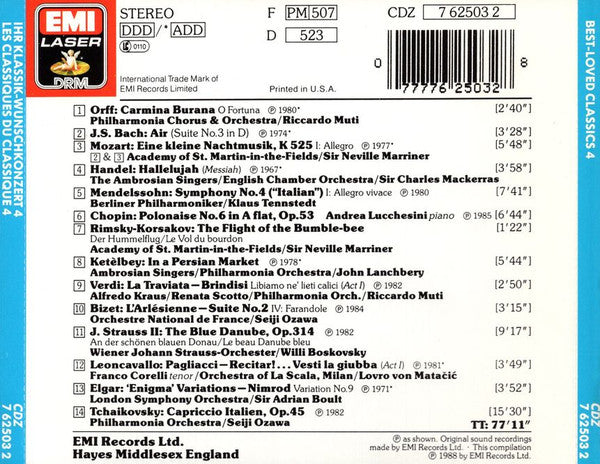 IHR KLASSIK-WUNSCHKONZERT 4
LES CLASSIQUES DU CLASSIQUE 4
CDZ
7 62503 2
EMI
LASER
DRM
STEREO
DDD/*ADD
0110
International Trade Mark of
EMI Records Limited
F PM 507
D 523
Printed in U.S.A.
CDZ 7 62503 2
0 77776 25032 8
1 Orff: Carmina Burana O Fortuna ℗ 1980* [2'40"]
Philharmonia Chorus & Orchestra/Riccardo Muti
2 J.S. Bach: Air (Suite No.3 in D) ℗ 1974* [3'28"]
3 Mozart: Eine kleine Nachtmusik, K 525 I: Allegro ℗ 1977* [5'48"]
2 & 3 Academy of St. Martin-in-the-Fields/Sir Neville Marriner
4 Handel: Hallelujah (Messiah) ℗ 1967* [3'58"]
The Ambrosian Singers/English Chamber Orchestra/Sir Charles Mackerras
5 Mendelssohn: Symphony No.4 ("Italian") I: Allegro vivace ℗ 1980 [7'41"]
Berliner Philharmoniker/Klaus Tennstedt
6 Chopin: Polonaise No.6 in A flat, Op.53 Andrea Lucchesini piano ℗ 1985 [6'44"]
7 Rimsky-Korsakov: The Flight of the Bumble-bee [1'22"]
Der Hummelflug/Le Vol du bourdon
Academy of St. Martin-in-the-Fields/Sir Neville Marriner
8 Ketèlbey: In a Persian Market ℗ 1978* [5'44"]
Ambrosian Singers/Philharmonia Orchestra/John Lanchbery
9 Verdi: La Traviata – Brindisi Libiamo ne' lieti calici (Act I) ℗ 1982 [2'50"]
Alfredo Kraus/Renata Scotto/Philharmonia Orch./Riccardo Muti
10 Bizet: L'Arlésienne – Suite No.2 IV: Farandole ℗ 1984 [3'15"]
Orchestre National de France/Seiji Ozawa
11 J. Strauss II: The Blue Danube, Op.314 ℗ 1982 [9'17"]
An der schönen blauen Donau/Le beau Danube bleu
Wiener Johann Strauss-Orchester/Willi Boskovsky
12 Leoncavallo: Pagliacci – Recitar!... Vesti la giubba (Act I) ℗ 1981* [3'49"]
Franco Corelli tenor/Orchestra of La Scala, Milan/Lovro von Matačić
13 Elgar: 'Enigma' Variations – Nimrod Variation No.9 ℗ 1971* [3'52"]
London Symphony Orchestra/Sir Adrian Boult
14 Tchaikovsky: Capriccio Italien, Op.45 ℗ 1982 [15'30"]
Philharmonia Orchestra/Seiji Ozawa TT: 77'11"
EMI Records Ltd.
Hayes Middlesex England
℗ as shown. Original sound recordings
made by EMI Records Ltd. – This compilation
℗ 1988 by EMI Records Ltd.
BEST-LOVED CLASSICS 4
CDZ
7 62503 2